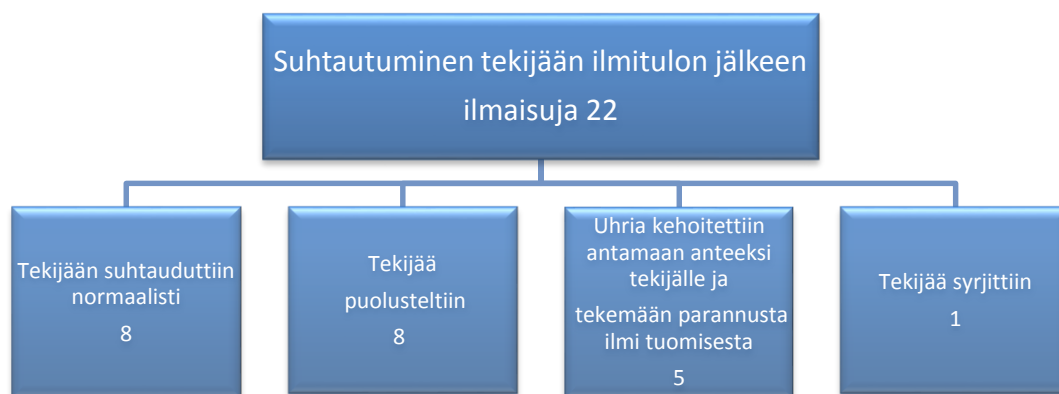 Suhtautuminen tekijään ilmitulon jälkeen
ilmaisuja 22
Tekijään suhtauduttiin
normaalisti
8
Tekijää
puolusteltiin
8
Uhria kehoitettiin
antamaan anteeksi
tekijälle ja
tekemään parannusta
ilmi tuomisesta
5
Tekijää syrjittiin
1